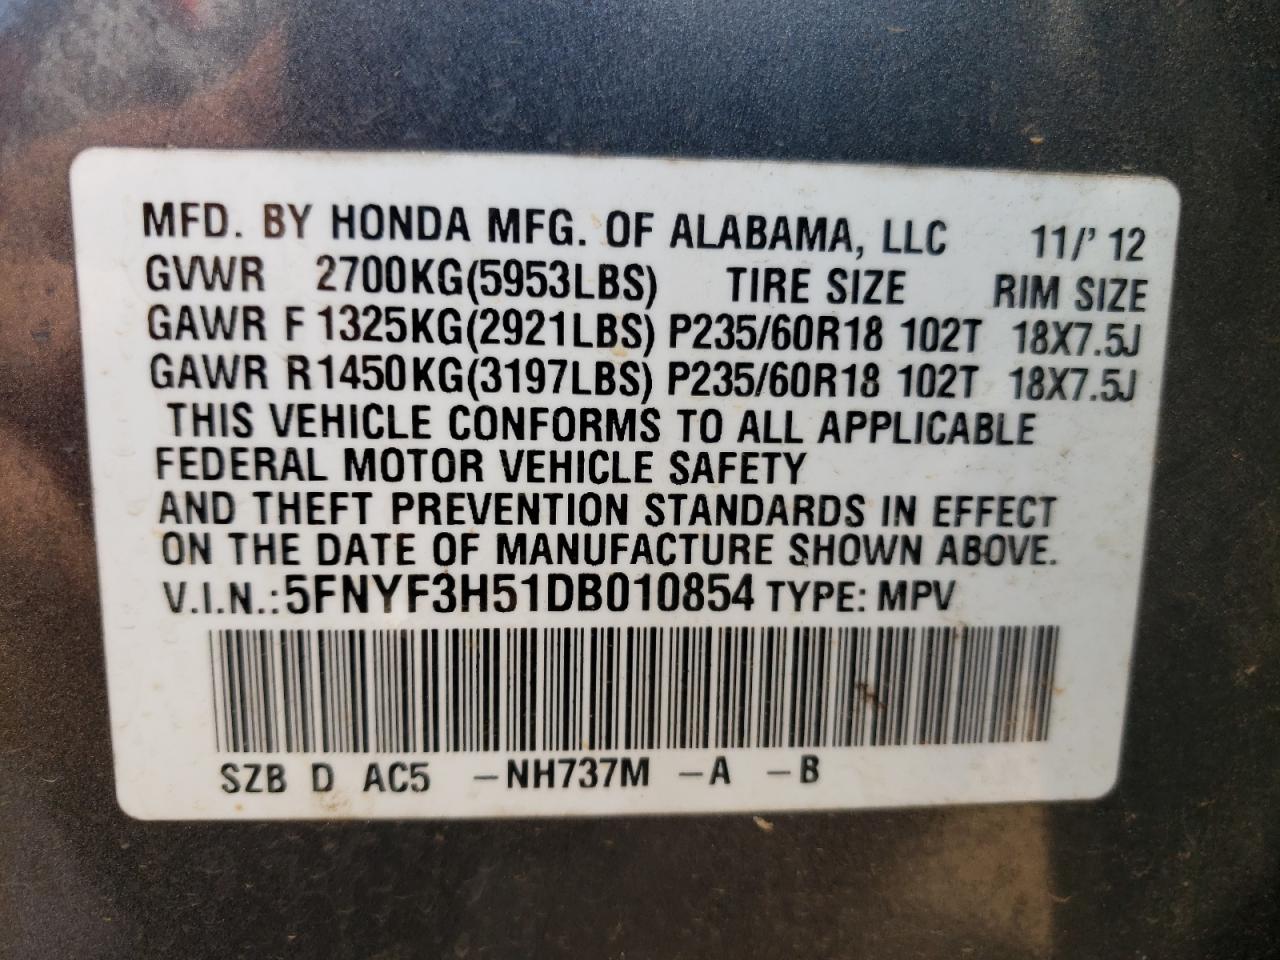 MFD. BY HONDA MFG. OF ALABAMA, LLC 11/' 12
GVWR 2700KG(5953LBS) TIRE SIZE RIM SIZE
GAWR F 1325KG(2921LBS) P235/60R18 102T 18X7.5J
GAWR R1450KG(3197LBS) P235/60R18 102T 18X7.5J
THIS VEHICLE CONFORMS TO ALL APPLICABLE
FEDERAL MOTOR VEHICLE SAFETY
AND THEFT PREVENTION STANDARDS IN EFFECT
ON THE DATE OF MANUFACTURE SHOWN ABOVE.
V.I.N.:5FNYF3H51DB010854 TYPE: MPV
SZB D AC5 -NH737M -A -B